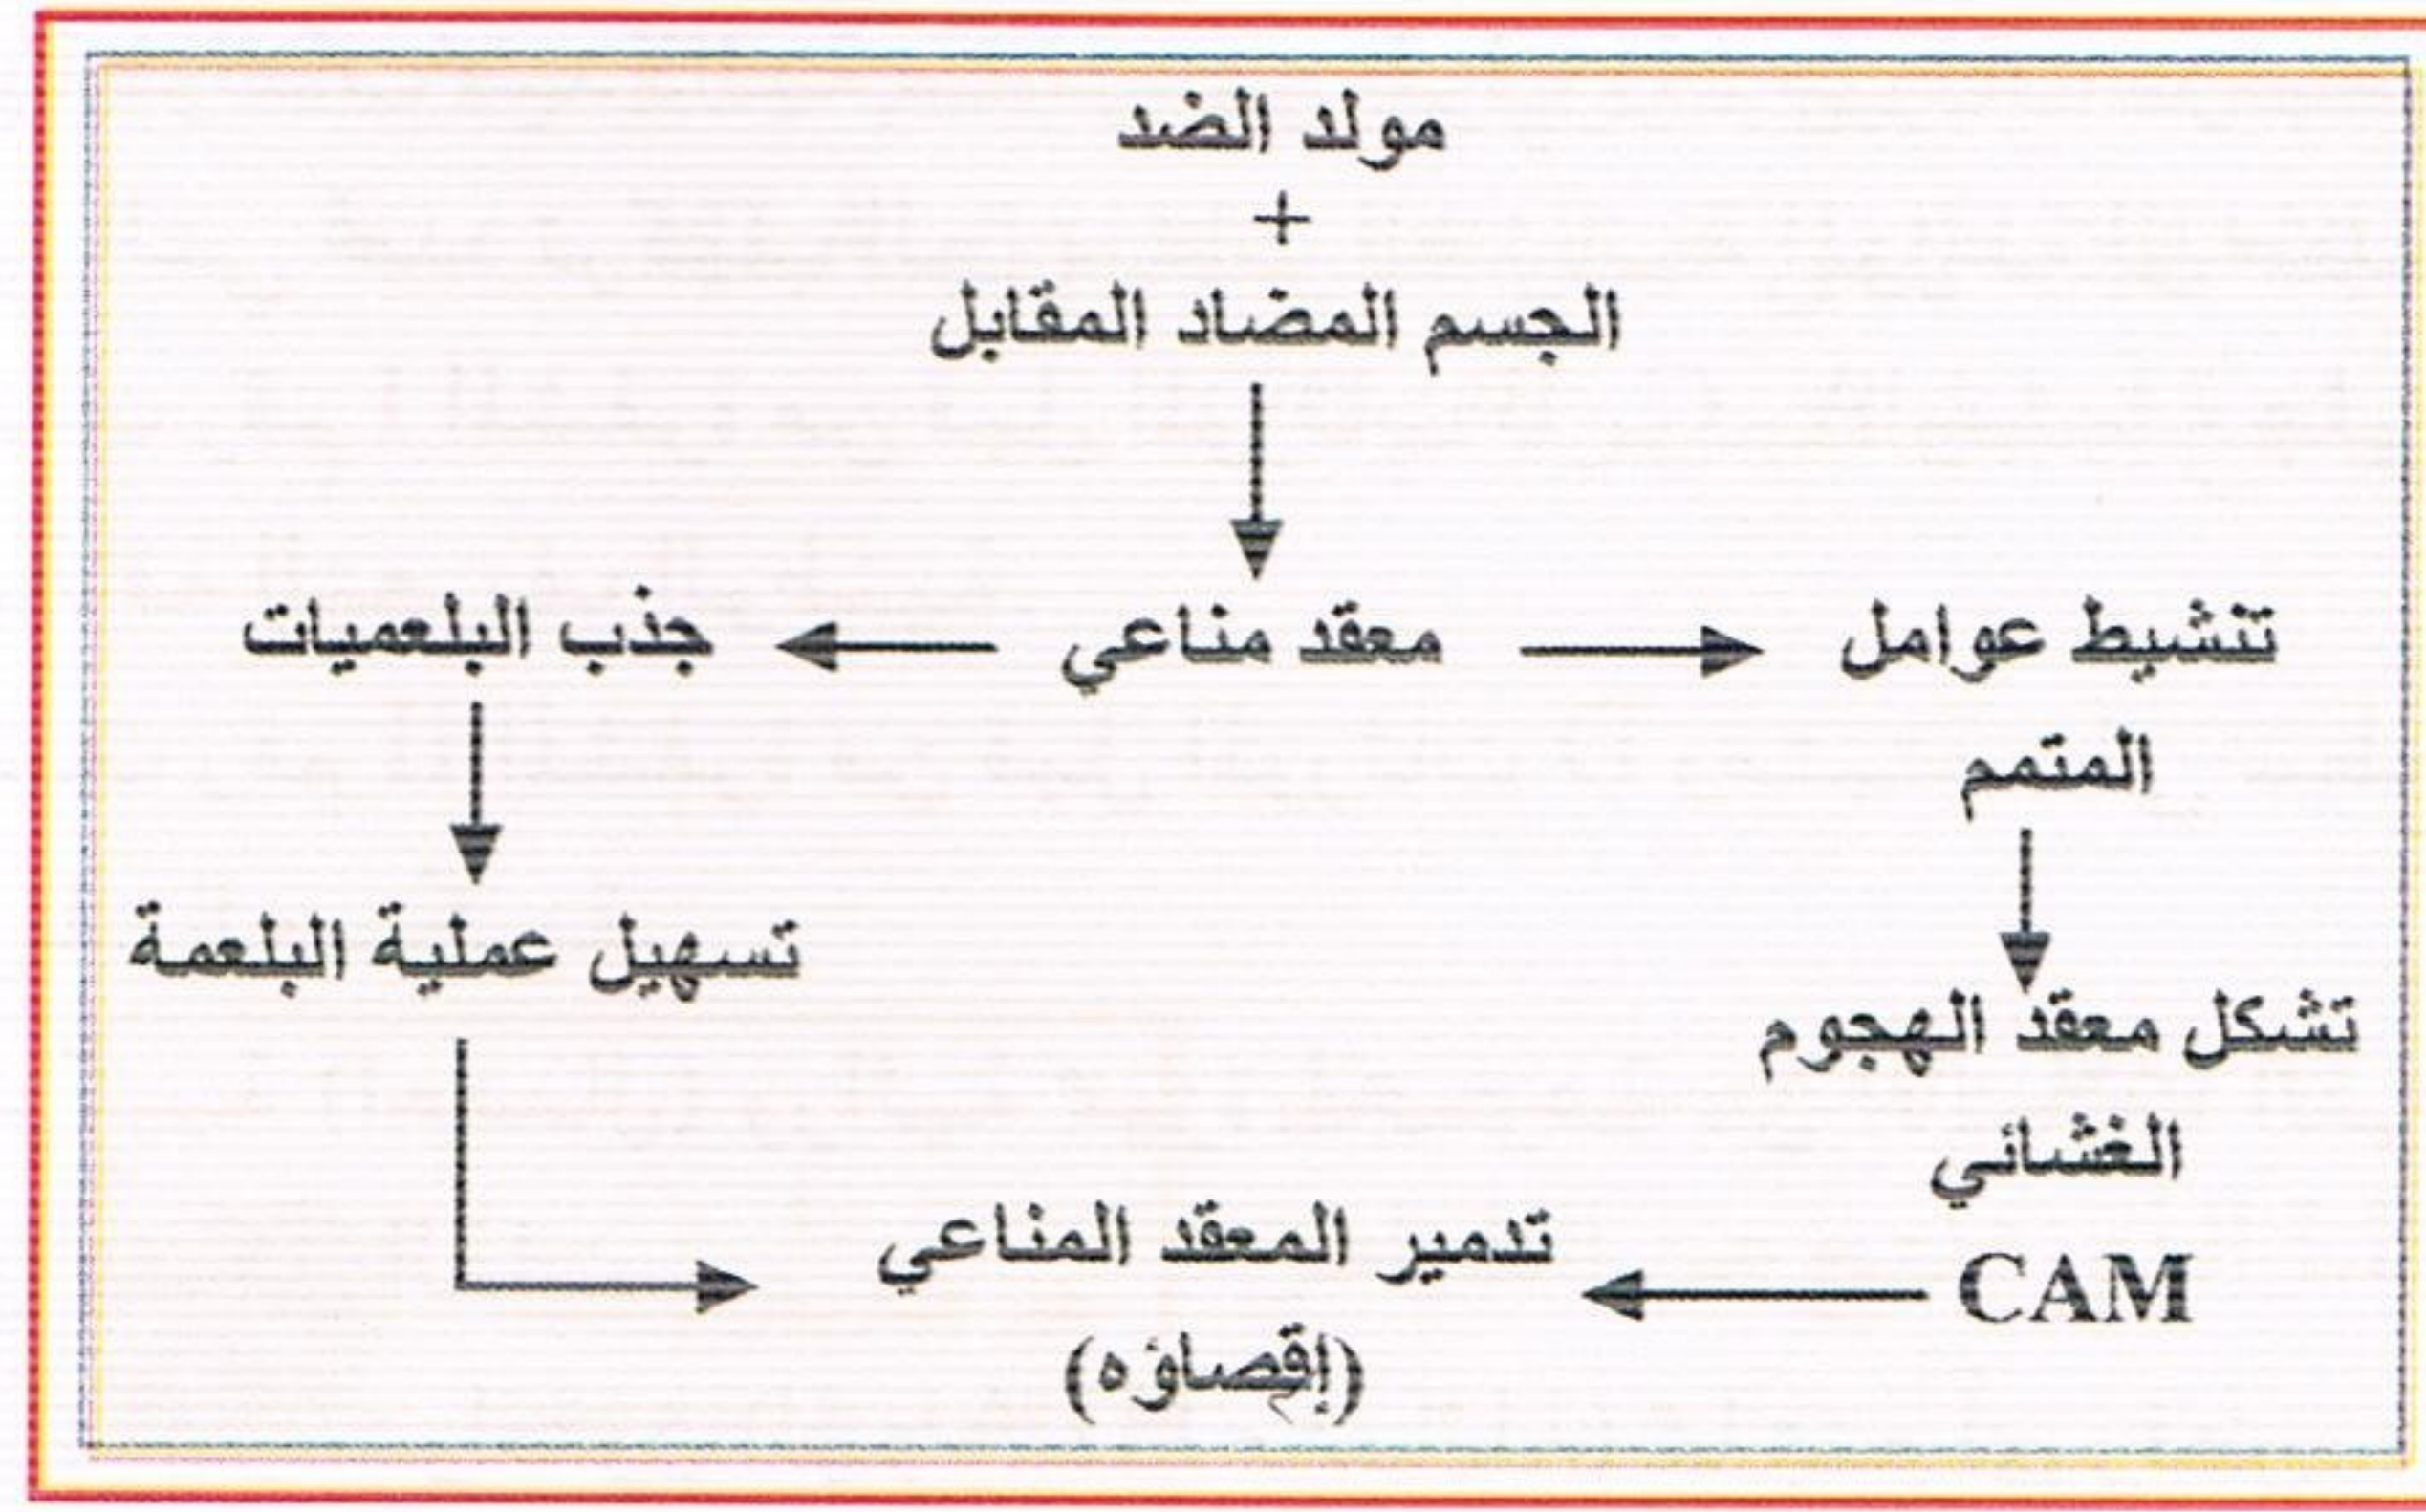 مولد الضد
+
الجسم المضاد المقابل
تنشيط عوامل
المتمم
معقد مناعي
جذب البلعميات
تسهيل عملية البلعمة
تشكل معقد الهجوم
الغشائي
CAM
تدمير المعقد المناعي
(إقصاؤه)